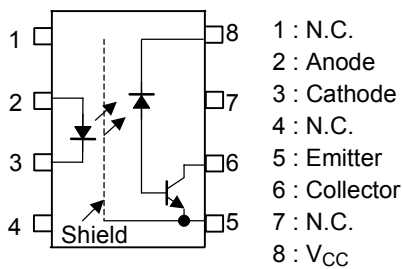 1
2
3
4
8
7
6
5
Shield
1 : N.C.
2 : Anode
3 : Cathode
4 : N.C.
5 : Emitter
6 : Collector
7 : N.C.
8 : VCC